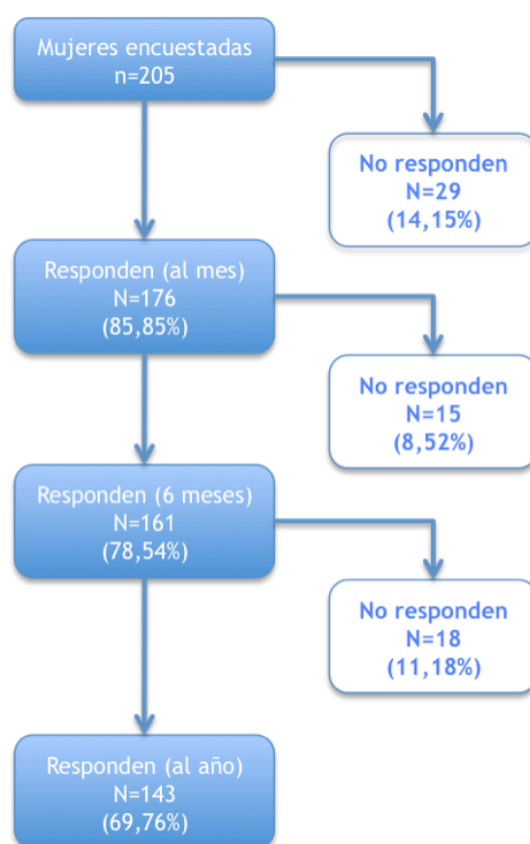 Mujeres encuestadas
n=205
No responden
N=29
(14,15%)
Responden (al mes)
N=176
(85,85%)
No responden
N=15
(8,52%)
Responden (6 meses)
N=161
(78,54%)
No responden
N=18
(11,18%)
Responden (al año)
N=143
(69,76%)